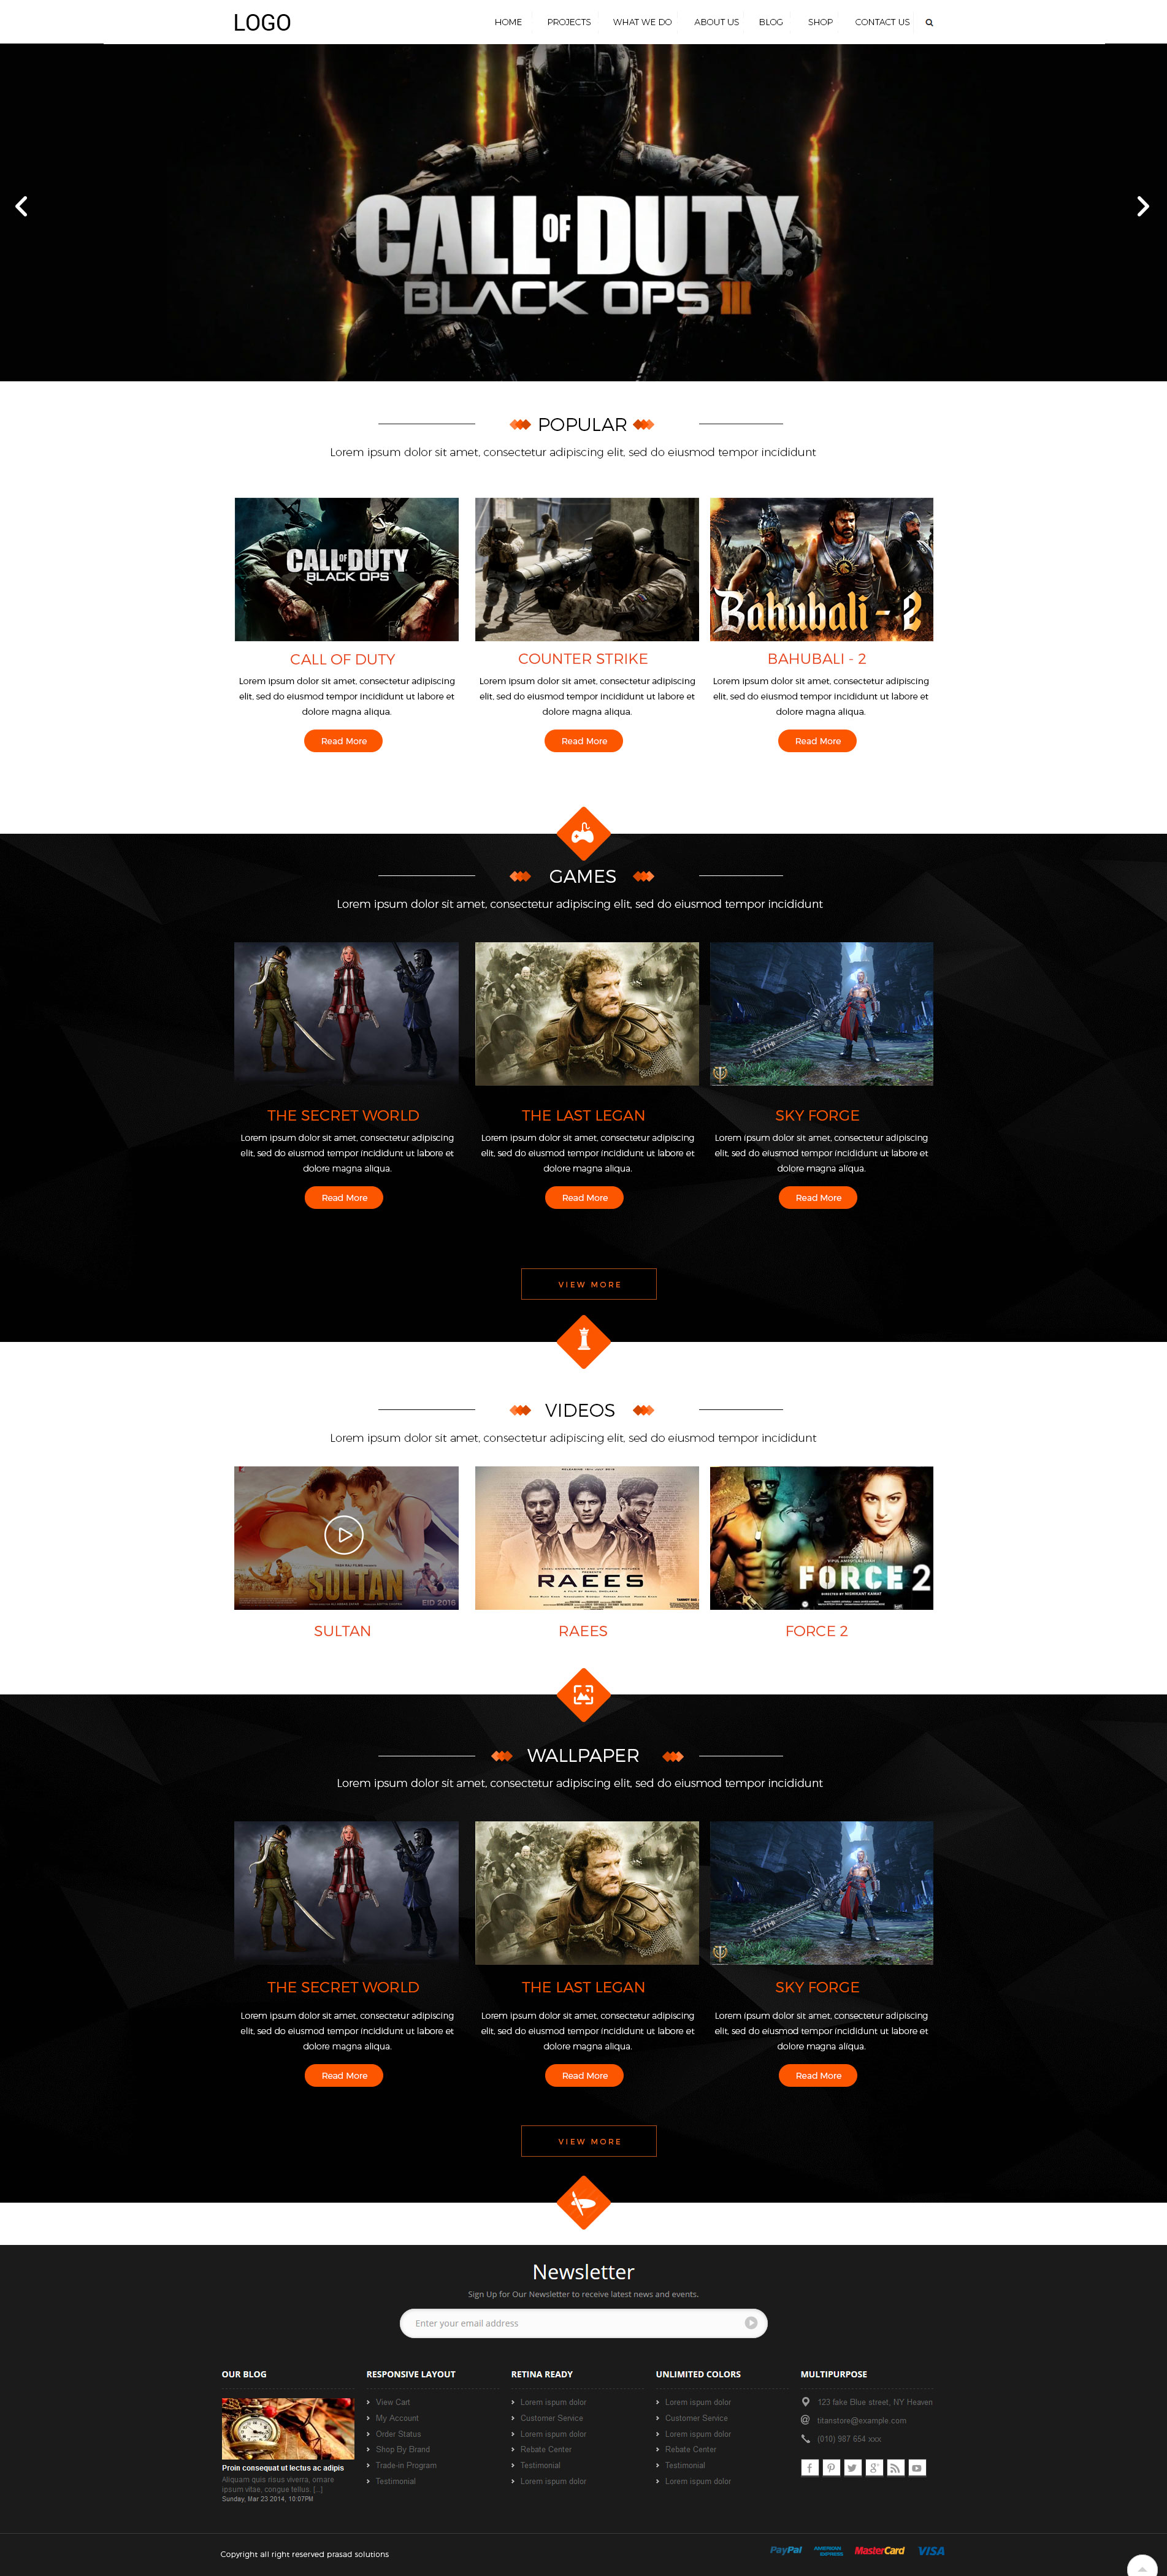 LOGO
HOME PROJECTS WHAT WE DO ABOUT US BLOG SHOP CONTACT US
CALL OF DUTY
BLACK OPS III
POPULAR
Lorem ipsum dolor sit amet, consectetur adipiscing elit, sed do eiusmod tempor incididunt
CALL OF DUTY
BLACK OPS
Bahubali - 2
CALL OF DUTY
Lorem ipsum dolor sit amet, consectetur adipiscing
elit, sed do eiusmod tempor incididunt ut labore et
dolore magna aliqua.
Read More
COUNTER STRIKE
Lorem ipsum dolor sit amet, consectetur adipiscing
elit, sed do eiusmod tempor incididunt ut labore et
dolore magna aliqua.
Read More
BAHUBALI - 2
Lorem ipsum dolor sit amet, consectetur adipiscing
elit, sed do eiusmod tempor incididunt ut labore et
dolore magna aliqua.
Read More
GAMES
Lorem ipsum dolor sit amet, consectetur adipiscing elit, sed do eiusmod tempor incididunt
THE SECRET WORLD
Lorem ipsum dolor sit amet, consectetur adipiscing
elit, sed do eiusmod tempor incididunt ut labore et
dolore magna aliqua.
Read More
THE LAST LEGAN
Lorem ipsum dolor sit amet, consectetur adipiscing
elit, sed do eiusmod tempor incididunt ut labore et
dolore magna aliqua.
Read More
SKY FORGE
Lorem ipsum dolor sit amet, consectetur adipiscing
elit, sed do eiusmod tempor incididunt ut labore et
dolore magna aliqua.
Read More
VIEW MORE
VIDEOS
Lorem ipsum dolor sit amet, consectetur adipiscing elit, sed do eiusmod tempor incididunt
SULTAN
EID 2016
RAEES
FORCE 2
SULTAN
RAEES
FORCE 2
WALLPAPER
Lorem ipsum dolor sit amet, consectetur adipiscing elit, sed do eiusmod tempor incididunt
THE SECRET WORLD
Lorem ipsum dolor sit amet, consectetur adipiscing
elit, sed do eiusmod tempor incididunt ut labore et
dolore magna aliqua.
Read More
THE LAST LEGAN
Lorem ipsum dolor sit amet, consectetur adipiscing
elit, sed do eiusmod tempor incididunt ut labore et
dolore magna aliqua.
Read More
SKY FORGE
Lorem ipsum dolor sit amet, consectetur adipiscing
elit, sed do eiusmod tempor incididunt ut labore et
dolore magna aliqua.
Read More
VIEW MORE
Newsletter
Sign Up for Our Newsletter to receive latest news and events.
Enter your email address
OUR BLOG
Proin consequat ut lectus ac adipis
Aliquam quis risus viverra, ornare
ipsum vitae, congue tellus. [...]
Sunday, Mar 23 2014, 10:07PM
RESPONSIVE LAYOUT
View Cart
My Account
Order Status
Shop By Brand
Trade-in Program
Testimonial
RETINA READY
Lorem ispum dolor
Customer Service
Lorem ispum dolor
Rebate Center
Testimonial
Lorem ispum dolor
UNLIMITED COLORS
Lorem ispum dolor
Customer Service
Lorem ispum dolor
Rebate Center
Testimonial
Lorem ispum dolor
MULTIPURPOSE
123 fake Blue street, NY Heaven
titanstore@example.com
(010) 987 654 xxx
Copyright all right reserved prasad solutions
PayPal AMERICAN EXPRESS MasterCard VISA